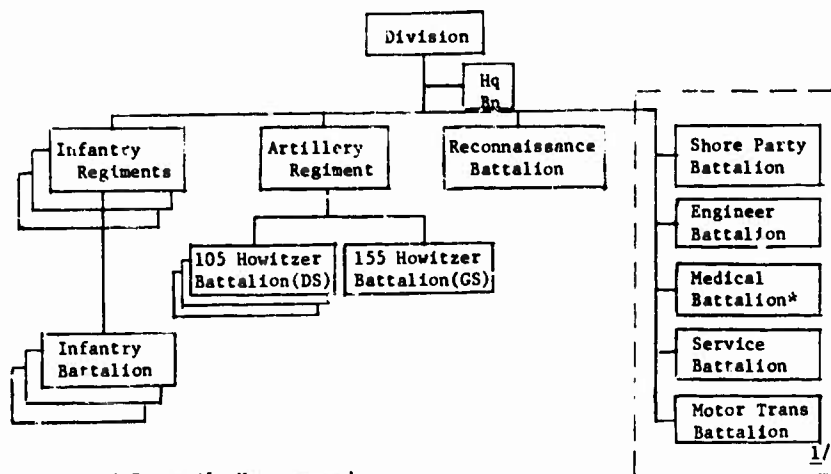 Division
Hq
Bn
Infantry
Regiments
Artillery
Regiment
Reconnaissance
Battalion
Shore Party
Battalion
Engineer
Battalion
105 Howitzer
Battalion(DS)
155 Howitzer
Battalion(GS)
Medical
Battalion*
Infantry
Battalion
Service
Battalion
Motor Trans
Battalion
1/